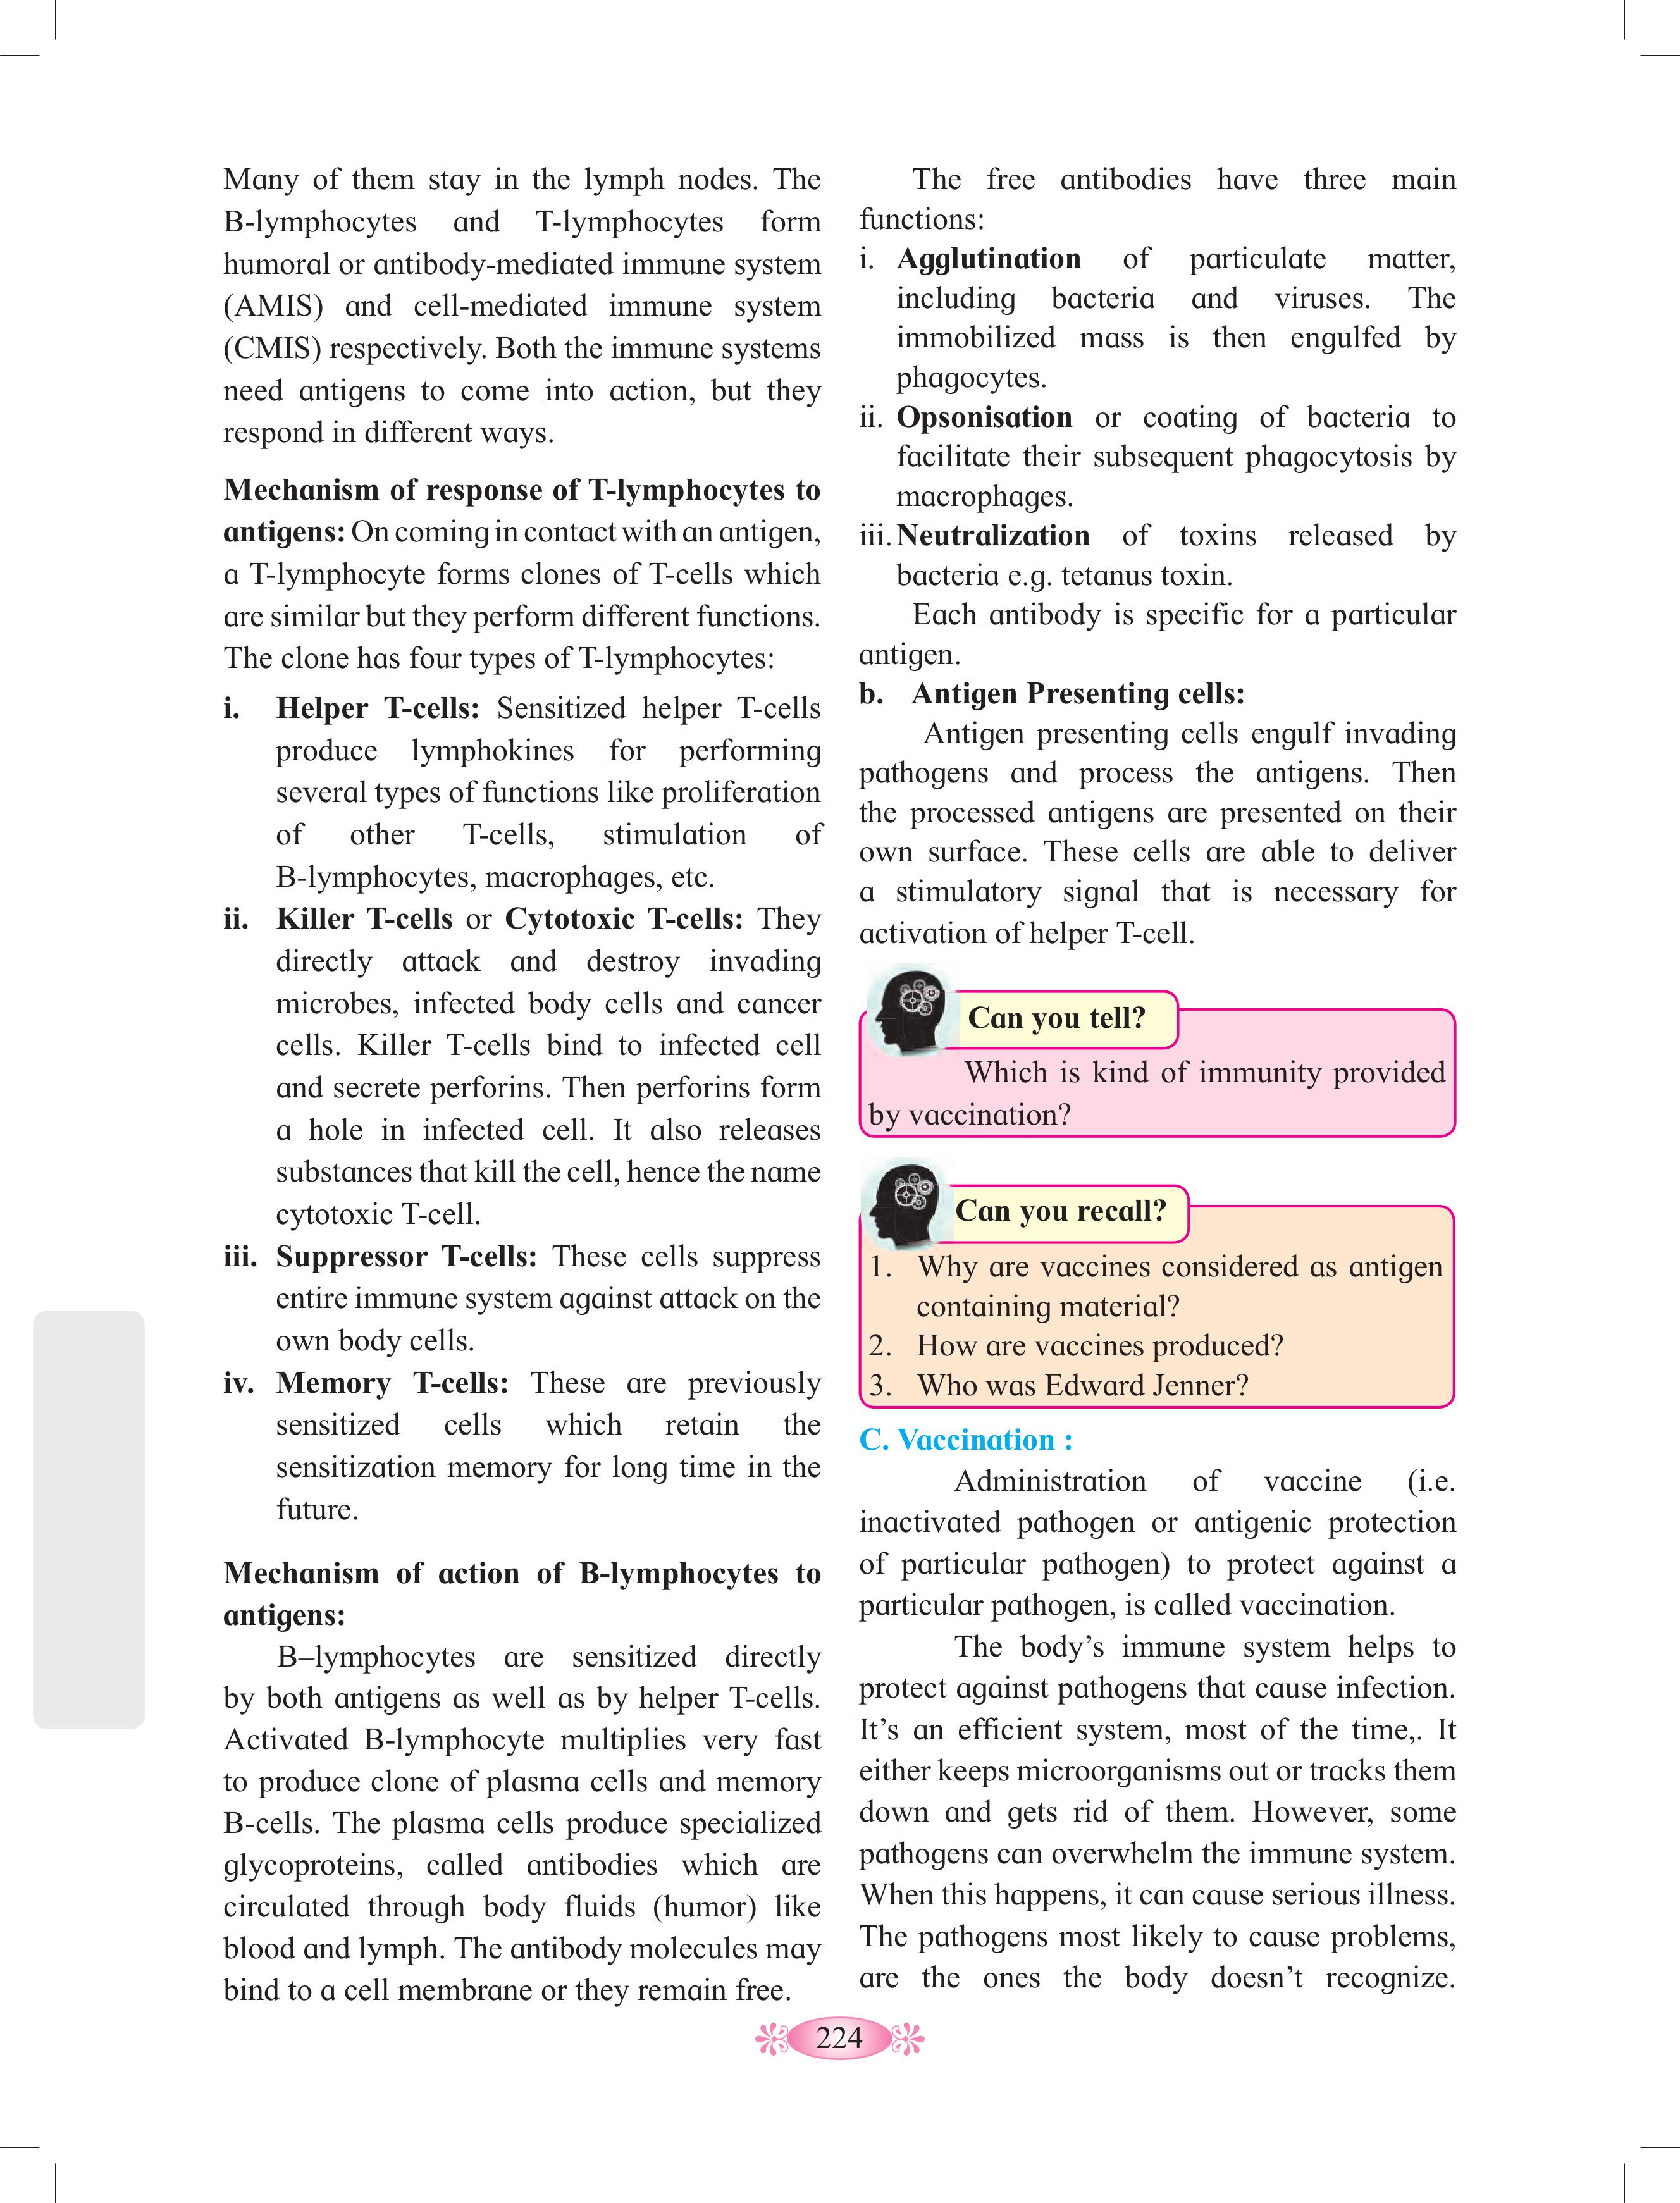 Many of them stay in the lymph nodes. The
B-lymphocytes and T-lymphocytes form
humoral or antibody-mediated immune system
(AMIS) and cell-mediated immune system
(CMIS) respectively. Both the immune systems
need antigens to come into action, but they
respond in different ways.
Mechanism of response of T-lymphocytes to
antigens: On coming in contact with an antigen,
a T-lymphocyte forms clones of T-cells which
are similar but they perform different functions.
The clone has four types of T-lymphocytes:
i. Helper T-cells: Sensitized helper T-cells
produce lymphokines for performing
several types of functions like proliferation
of other T-cells, stimulation of
B-lymphocytes, macrophages, etc.
ii. Killer T-cells or Cytotoxic T-cells: They
directly attack and destroy invading
microbes, infected body cells and cancer
cells. Killer T-cells bind to infected cell
and secrete perforins. Then perforins form
a hole in infected cell. It also releases
substances that kill the cell, hence the name
cytotoxic T-cell.
iii. Suppressor T-cells: These cells suppress
entire immune system against attack on the
own body cells.
iv. Memory T-cells: These are previously
sensitized cells which retain the
sensitization memory for long time in the
future.
Mechanism of action of B-lymphocytes to
antigens:
B–lymphocytes are sensitized directly
by both antigens as well as by helper T-cells.
Activated B-lymphocyte multiplies very fast
to produce clone of plasma cells and memory
B-cells. The plasma cells produce specialized
glycoproteins, called antibodies which are
circulated through body fluids (humor) like
blood and lymph. The antibody molecules may
bind to a cell membrane or they remain free.
The free antibodies have three main
functions:
i. Agglutination of particulate matter,
including bacteria and viruses. The
immobilized mass is then engulfed by
phagocytes.
ii. Opsonisation or coating of bacteria to
facilitate their subsequent phagocytosis by
macrophages.
iii. Neutralization of toxins released by
bacteria e.g. tetanus toxin.
Each antibody is specific for a particular
antigen.
b. Antigen Presenting cells:
Antigen presenting cells engulf invading
pathogens and process the antigens. Then
the processed antigens are presented on their
own surface. These cells are able to deliver
a stimulatory signal that is necessary for
activation of helper T-cell.
Can you tell?
Which is kind of immunity provided
by vaccination?
Can you recall?
1. Why are vaccines considered as antigen
containing material?
2. How are vaccines produced?
3. Who was Edward Jenner?
C. Vaccination :
Administration of vaccine (i.e.
inactivated pathogen or antigenic protection
of particular pathogen) to protect against a
particular pathogen, is called vaccination.
The body’s immune system helps to
protect against pathogens that cause infection.
It’s an efficient system, most of the time,. It
either keeps microorganisms out or tracks them
down and gets rid of them. However, some
pathogens can overwhelm the immune system.
When this happens, it can cause serious illness.
The pathogens most likely to cause problems,
are the ones the body doesn’t recognize.
224